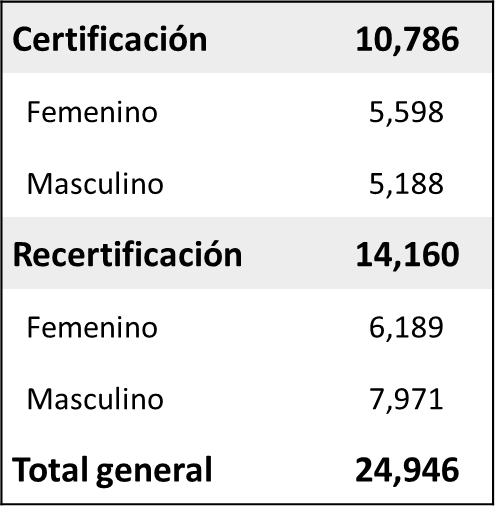 Certificación 10,786
Femenino 5,598
Masculino 5,188
Recertificación 14,160
Femenino 6,189
Masculino 7,971
Total general 24,946